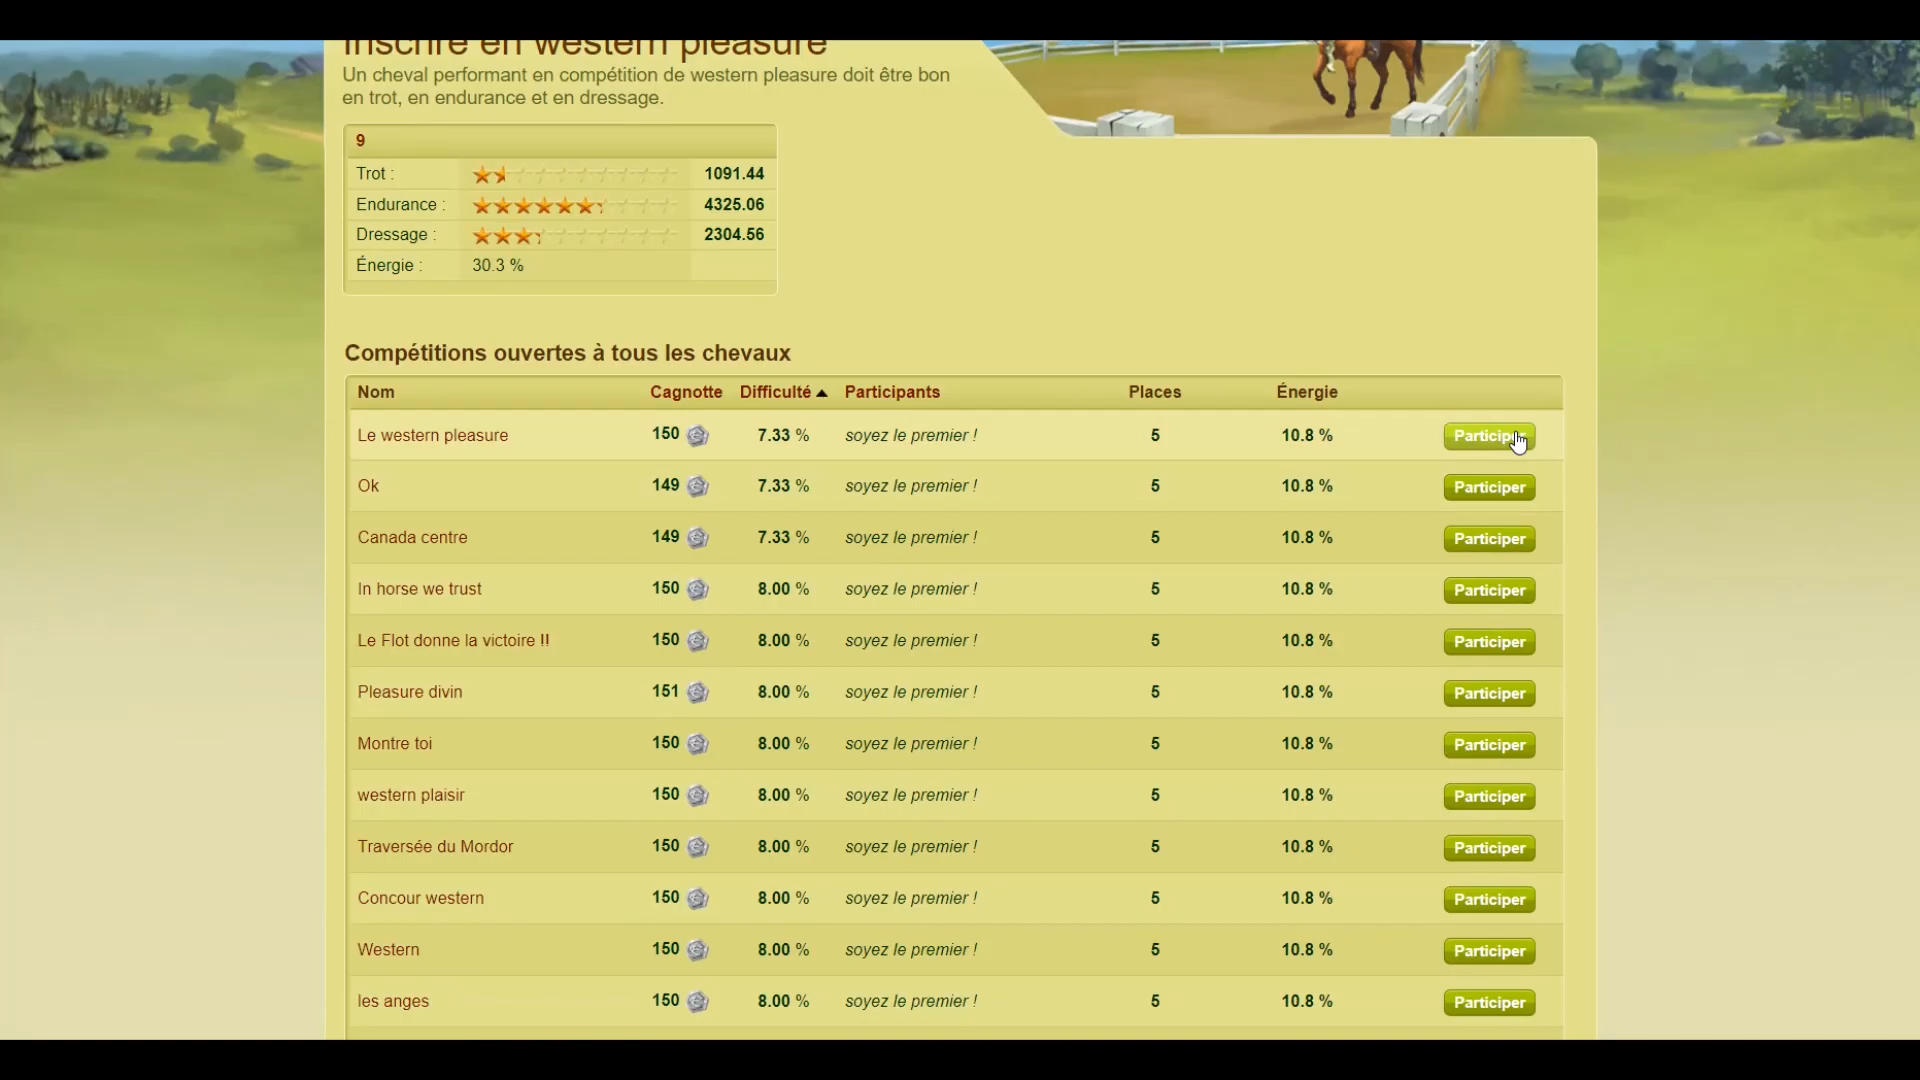 Inscrire en western pleasure
Un cheval performant en compétition de western pleasure doit être bon
en trot, en endurance et en dressage.
9
Trot : 1091.44
Endurance : 4325.06
Dressage : 2304.56
Énergie : 30.3 %
Compétitions ouvertes à tous les chevaux
Nom Cagnotte Difficulté Participants Places Énergie
Le western pleasure 150 7.33 % soyez le premier ! 5 10.8 % Participer
Ok 149 7.33 % soyez le premier ! 5 10.8 % Participer
Canada centre 149 7.33 % soyez le premier ! 5 10.8 % Participer
In horse we trust 150 8.00 % soyez le premier ! 5 10.8 % Participer
Le Flot donne la victoire !! 150 8.00 % soyez le premier ! 5 10.8 % Participer
Pleasure divin 151 8.00 % soyez le premier ! 5 10.8 % Participer
Montre toi 150 8.00 % soyez le premier ! 5 10.8 % Participer
western plaisir 150 8.00 % soyez le premier ! 5 10.8 % Participer
Traversée du Mordor 150 8.00 % soyez le premier ! 5 10.8 % Participer
Concour western 150 8.00 % soyez le premier ! 5 10.8 % Participer
Western 150 8.00 % soyez le premier ! 5 10.8 % Participer
les anges 150 8.00 % soyez le premier ! 5 10.8 % Participer